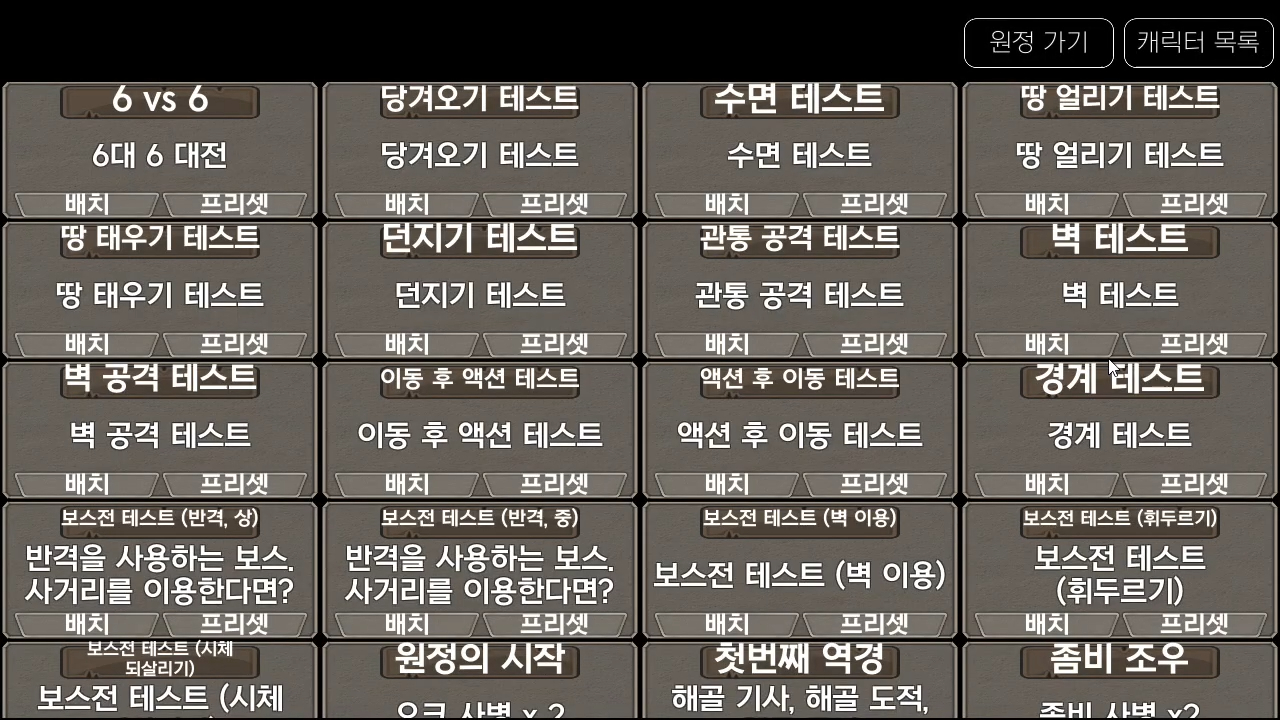 원정 가기 캐릭터 목록
6 vs 6 당겨오기 테스트 수면 테스트 땅 얼리기 테스트
6대 6 대전 당겨오기 테스트 수면 테스트 땅 얼리기 테스트
배치 프리셋 배치 프리셋 배치 프리셋 배치 프리셋
땅 태우기 테스트 던지기 테스트 관통 공격 테스트 벽 테스트
땅 태우기 테스트 던지기 테스트 관통 공격 테스트 벽 테스트
배치 프리셋 배치 프리셋 배치 프리셋 배치 프리셋
벽 공격 테스트 이동 후 액션 테스트 액션 후 이동 테스트 경계 테스트
벽 공격 테스트 이동 후 액션 테스트 액션 후 이동 테스트 경계 테스트
배치 프리셋 배치 프리셋 배치 프리셋 배치 프리셋
보스전 테스트 (반격, 상) 보스전 테스트 (반격, 중) 보스전 테스트 (벽 이용) 보스전 테스트 (휘두르기)
반격을 사용하는 보스.
사거리를 이용한다면?
반격을 사용하는 보스.
사거리를 이용한다면?
보스전 테스트 (벽 이용)
보스전 테스트
(휘두르기)
배치 프리셋 배치 프리셋 배치 프리셋 배치 프리셋
보스전 테스트 (시체
되살리기)
원정의 시작 첫번째 역경 좀비 조우
보스전 테스트 (시체
오크 사병 x 2
해골 기사, 해골 도적,
좀비 사병 x2